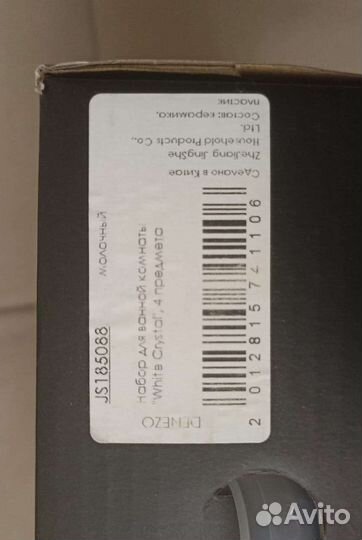 JS185088
молочный
Набор для ванной комнаты
"White Crystal", 4 предмета
DENEZO
2 012815 741106
Сделано в Китае
ZheJiang JingShe
Household Products Co.,
Ltd.
Состав: керамика,
пластик
Avito